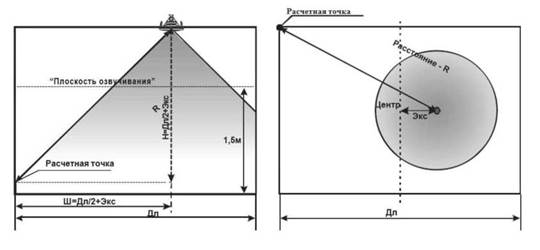 "Плоскость озвучивания"
R
H=Дл/2+Экс
1,5м
Расчетная точка
Ш=Дл/2+Экс
Дл
Расчетная точка
Расстояние - R
Центр
Экс
Дл